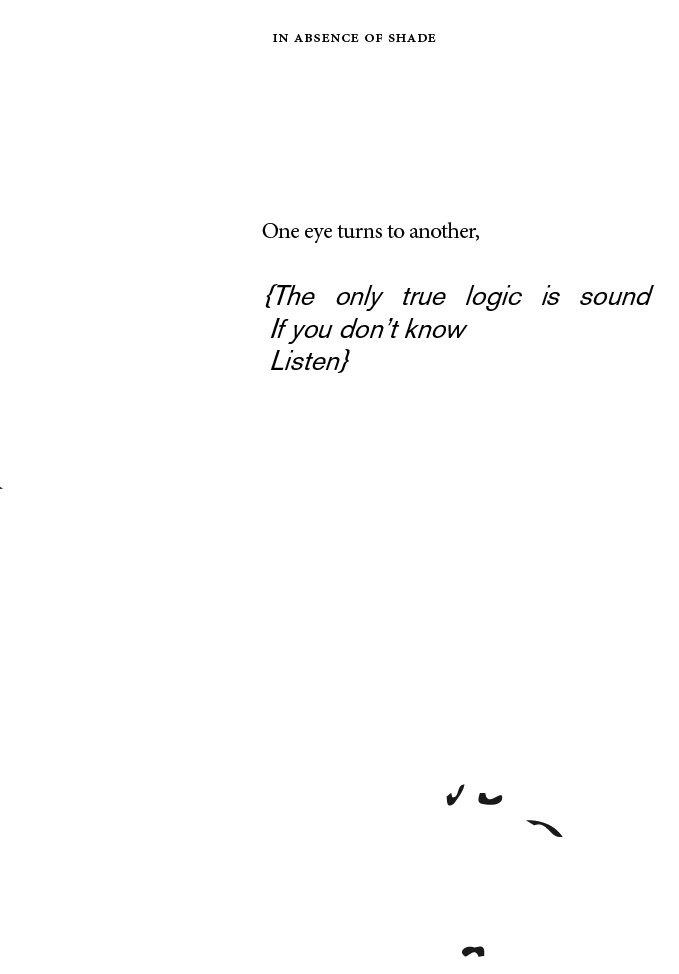 IN ABSENCE OF SHADE
One eye turns to another,
{The only true logic is sound
If you don’t know
Listen}